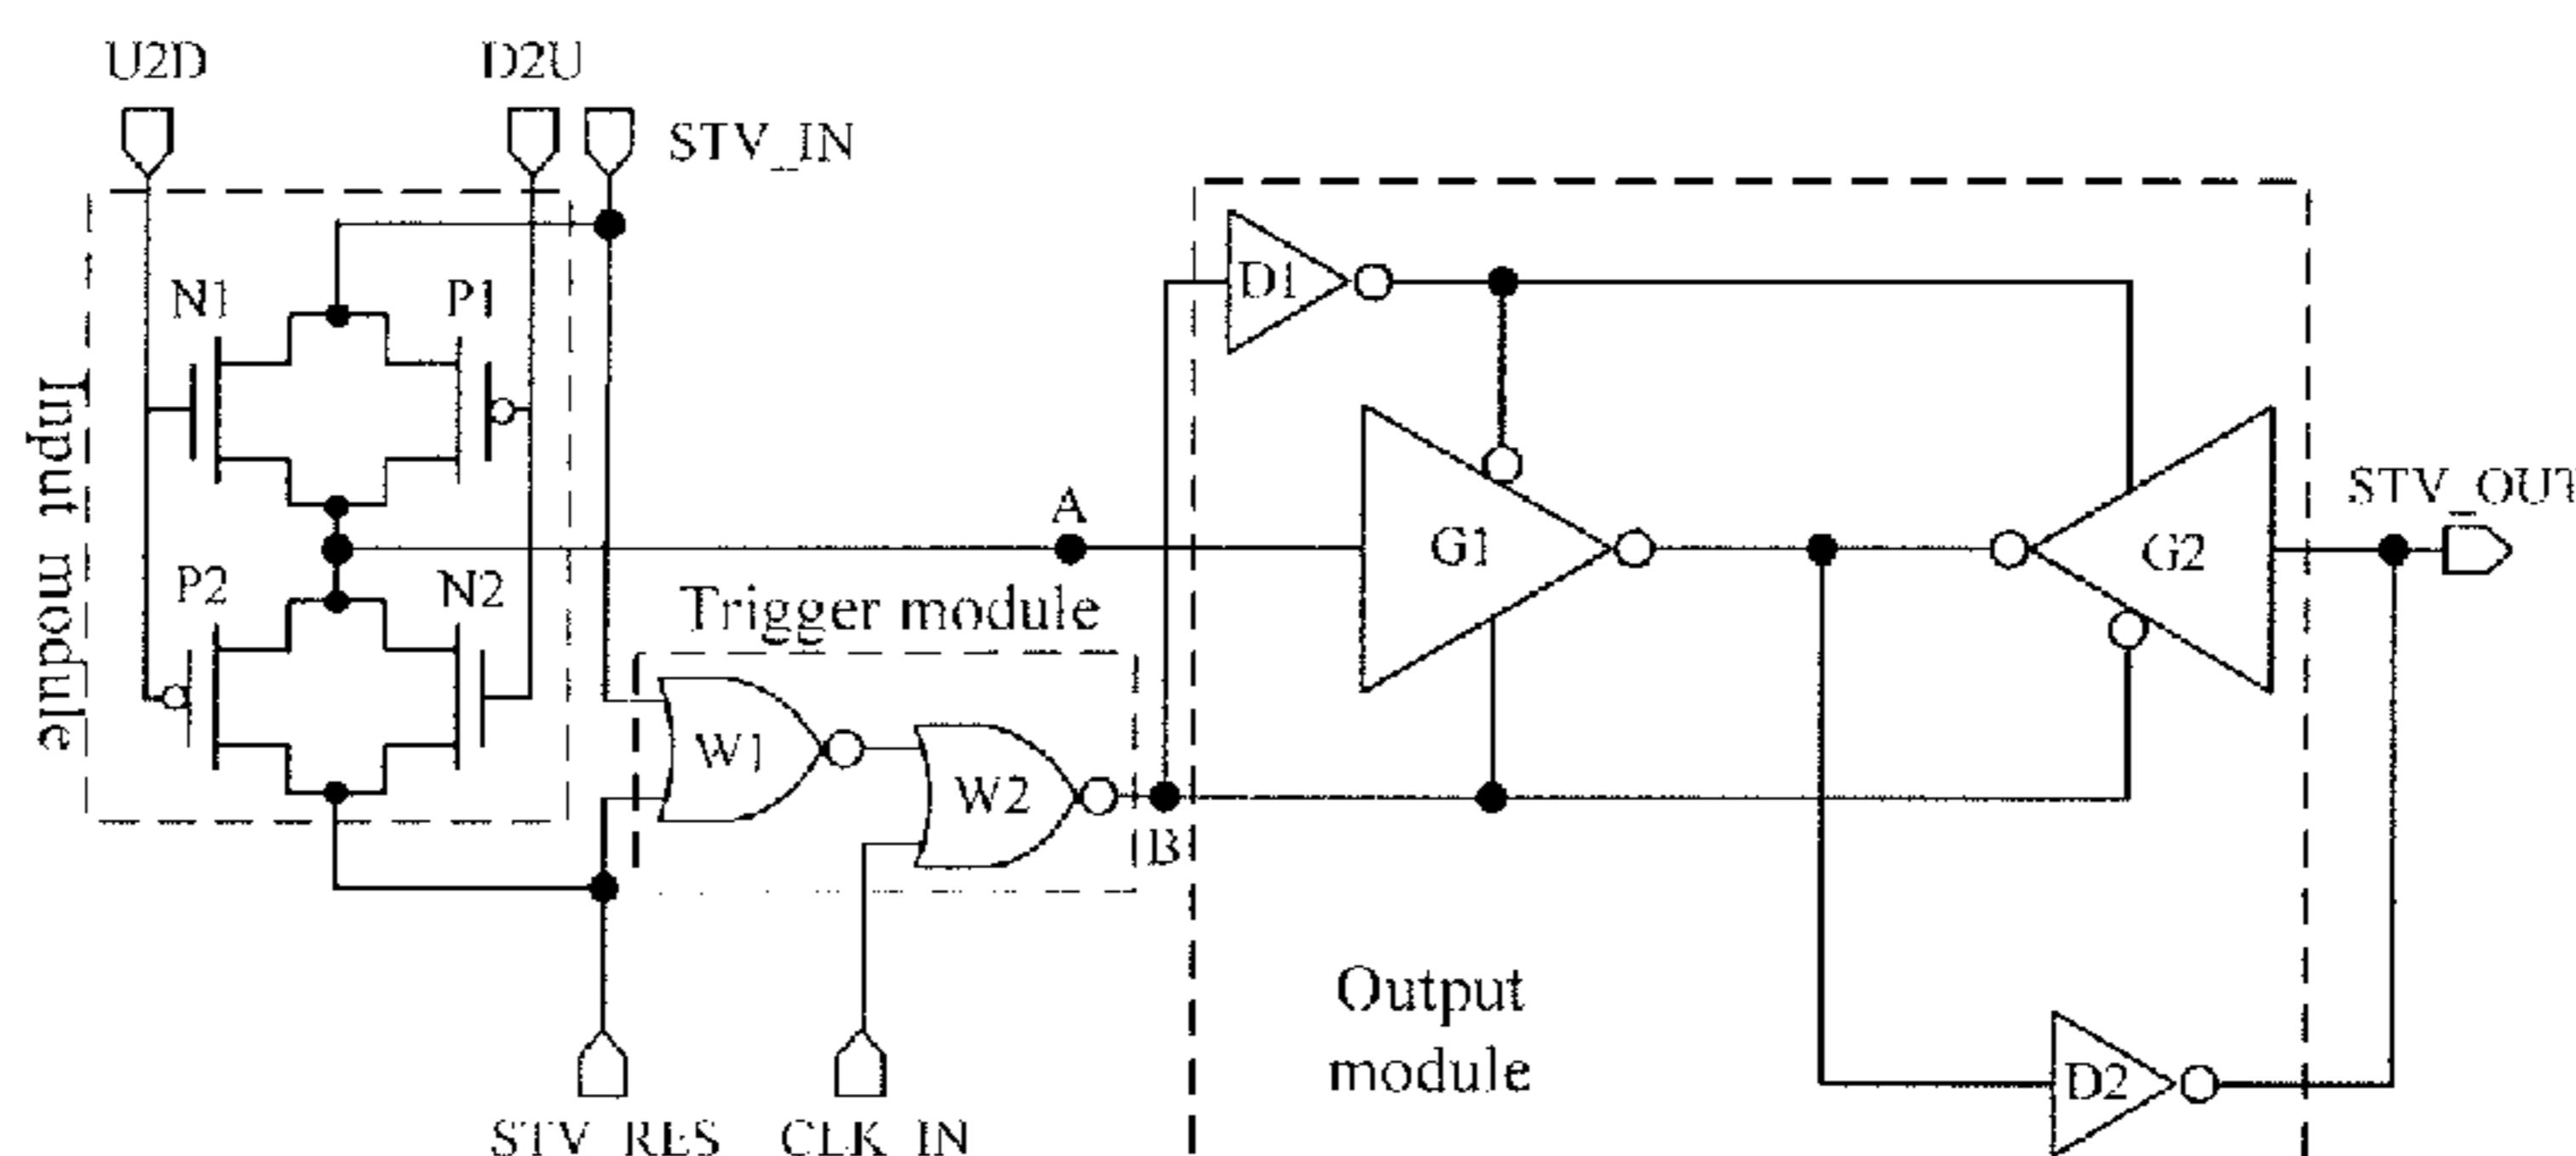 U2D
D2U
STV_IN
N1
P1
D1
Input module
A
G1
G2
STV_OUT
P2
N2
Trigger module
W1
W2
B
Output
module
D2
STV_RES
CLK_IN